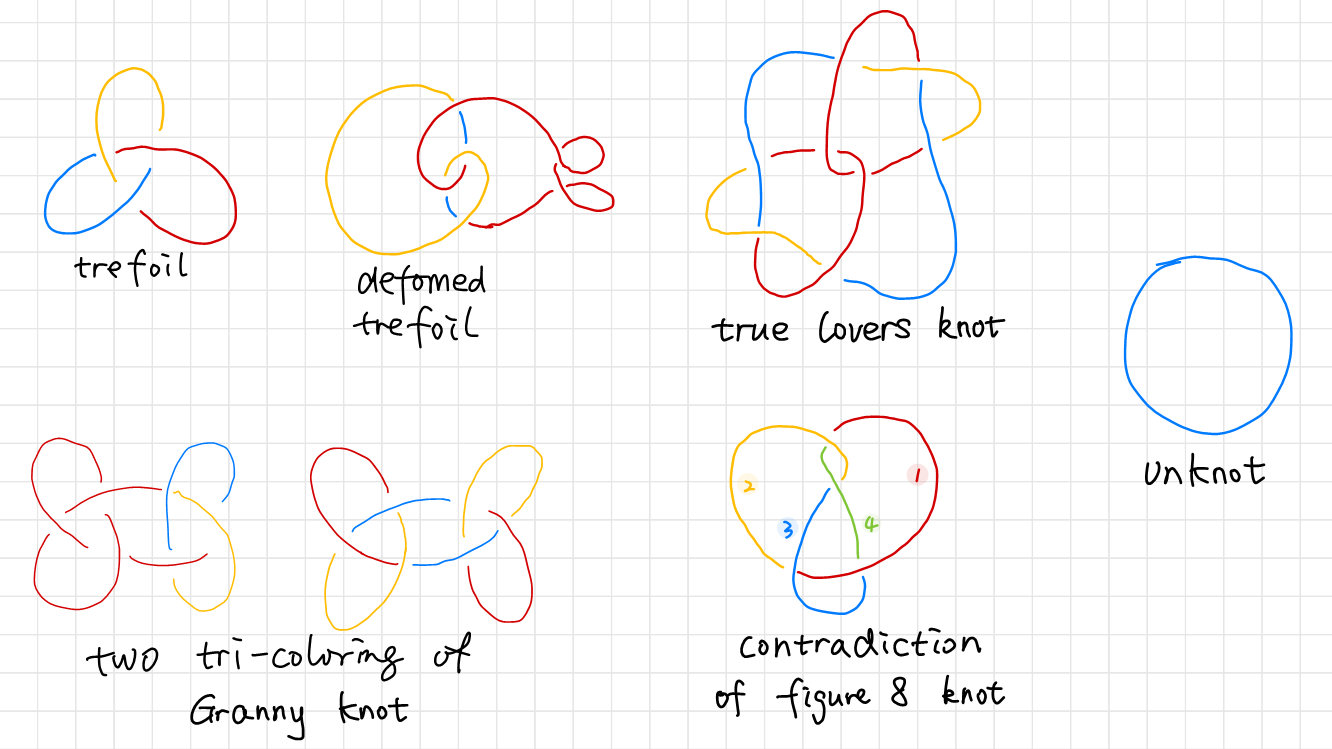 trefoil
defomed
trefoil
true lovers knot
unknot
two tri-coloring of
Granny knot
1
2
3
4
contradiction
of figure 8 knot